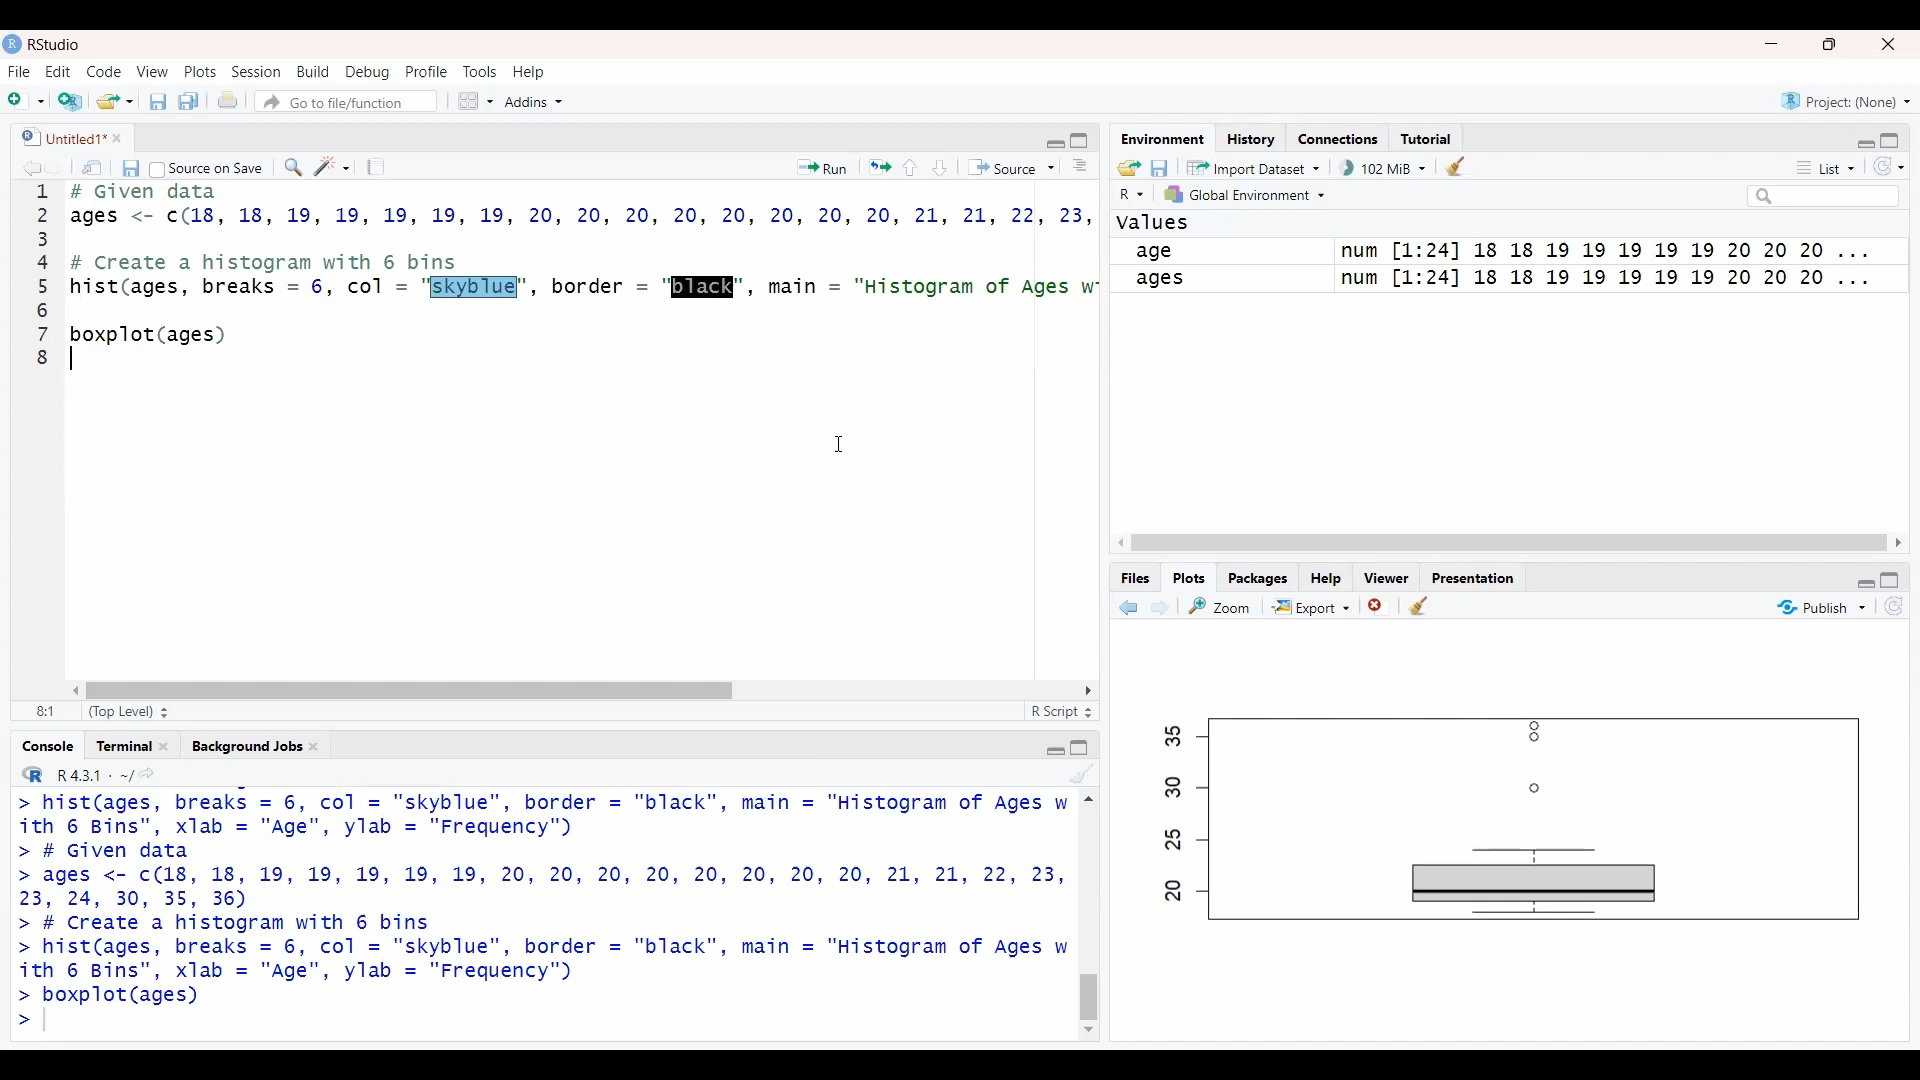 RStudio
File Edit Code View Plots Session Build Debug Profile Tools Help
Go to file/function Addins Project: (None)
Untitled1*
Source on Save Run Source
1 # Given data
2 ages <- c(18, 18, 19, 19, 19, 19, 19, 20, 20, 20, 20, 20, 20, 20, 20, 21, 21, 22, 23,
3
4 # Create a histogram with 6 bins
5 hist(ages, breaks = 6, col = "skyblue", border = "black", main = "Histogram of Ages w
6
7 boxplot(ages)
8
8:1 (Top Level) R Script
Console Terminal Background Jobs
R 4.3.1 · ~/
> hist(ages, breaks = 6, col = "skyblue", border = "black", main = "Histogram of Ages w
ith 6 Bins", xlab = "Age", ylab = "Frequency")
> # Given data
> ages <- c(18, 18, 19, 19, 19, 19, 19, 20, 20, 20, 20, 20, 20, 20, 20, 21, 21, 22, 23,
23, 24, 30, 35, 36)
> # Create a histogram with 6 bins
> hist(ages, breaks = 6, col = "skyblue", border = "black", main = "Histogram of Ages w
ith 6 Bins", xlab = "Age", ylab = "Frequency")
> boxplot(ages)
>
Environment History Connections Tutorial
Import Dataset 102 MiB List
R Global Environment
Values
age num [1:24] 18 18 19 19 19 19 19 20 20 20 ...
ages num [1:24] 18 18 19 19 19 19 19 20 20 20 ...
Files Plots Packages Help Viewer Presentation
Zoom Export Publish
35
30
25
20